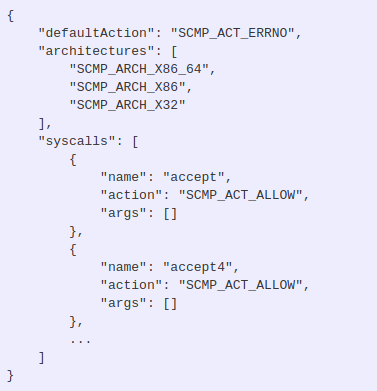 {
    "defaultAction": "SCMP_ACT_ERRNO",
    "architectures": [
        "SCMP_ARCH_X86_64",
        "SCMP_ARCH_X86",
        "SCMP_ARCH_X32"
    ],
    "syscalls": [
        {
            "name": "accept",
            "action": "SCMP_ACT_ALLOW",
            "args": []
        },
        {
            "name": "accept4",
            "action": "SCMP_ACT_ALLOW",
            "args": []
        },
        ...
    ]
}